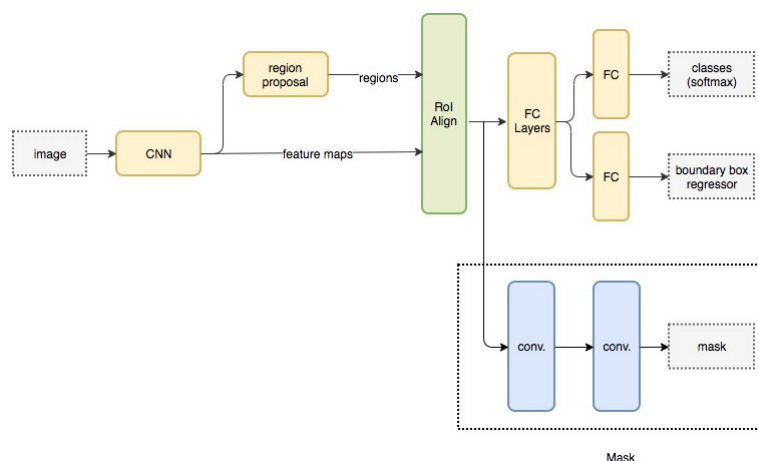 region
proposal
regions
image
CNN
feature maps
RoI
Align
FC
Layers
FC
classes
(softmax)
FC
boundary box
regressor
conv.
conv.
mask
Mask